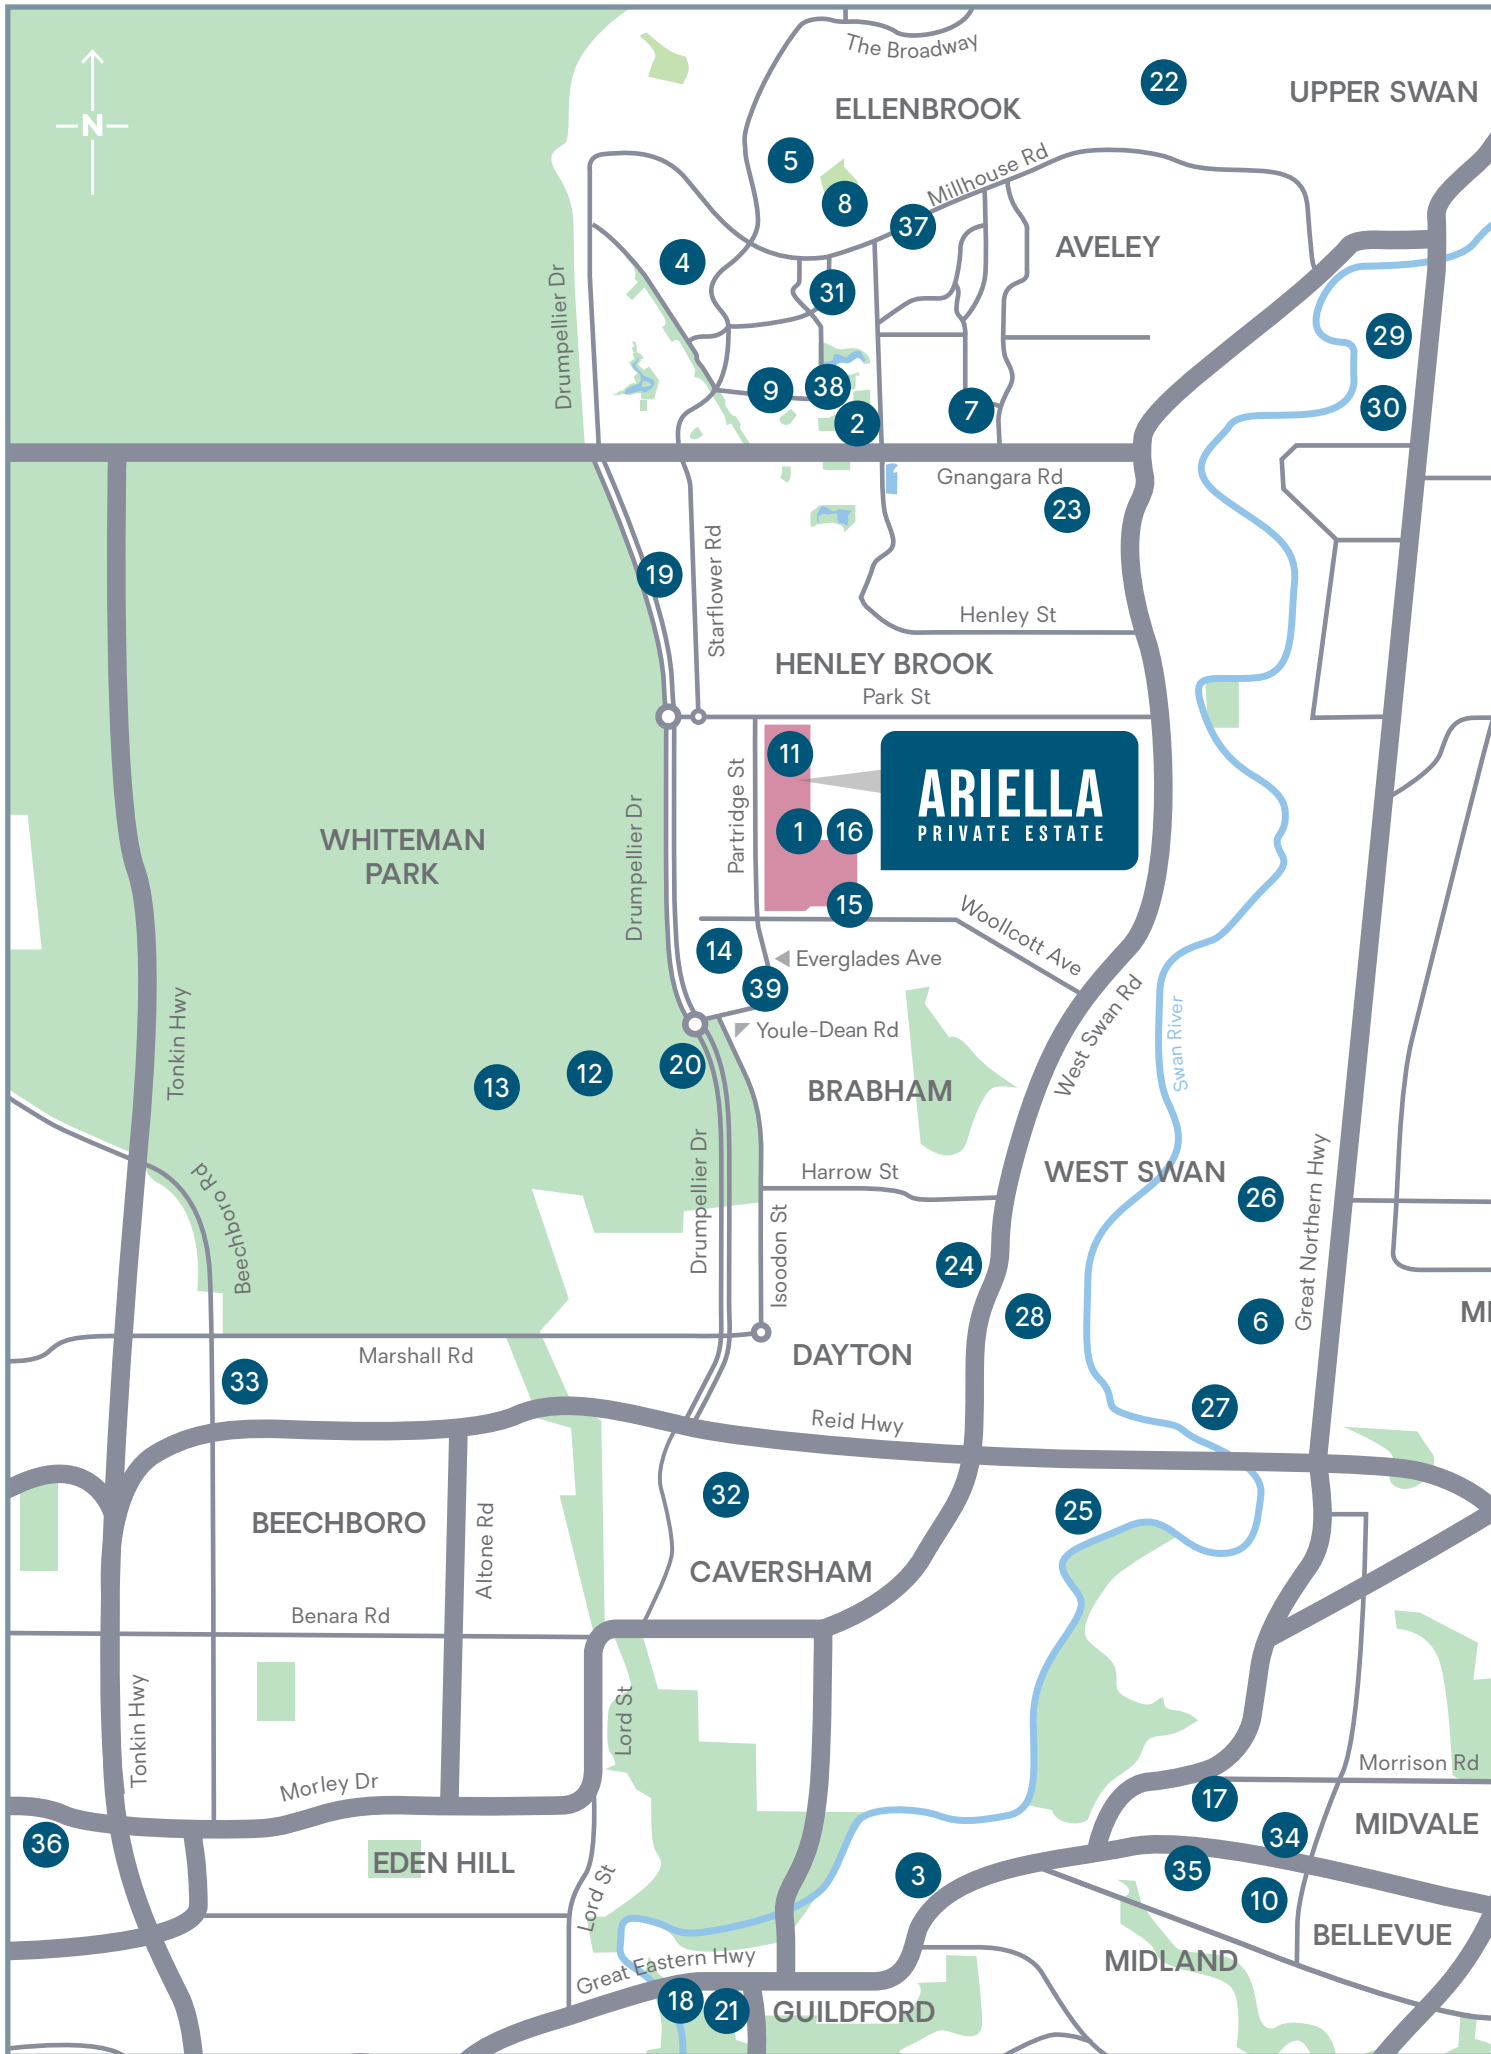 The Broadway
22
UPPER SWAN
ELLENBROOK
N
5
Millhouse Rd
8
37
AVELEY
4
31
29
Drumpellier Dr
9
38
30
7
2
Gnangara Rd
23
19
Starflower Rd
Henley St
HENLEY BROOK
Park St
11
Partridge St
ARIELLA
PRIVATE ESTATE
1
16
WHITEMAN
PARK
Drumpellier Dr
15
Woollcott Ave
14
Everglades Ave
39
Youle-Dean Rd
West Swan Rd
Swan River
Tonkin Hwy
20
12
13
BRABHAM
Harrow St
WEST SWAN
Beechboro Rd
Drumpellier Dr
Isoodon St
26
Great Northern Hwy
24
28
6
MI
DAYTON
Marshall Rd
33
27
Reid Hwy
32
25
BEECHBORO
Altone Rd
CAVERSHAM
Benara Rd
Tonkin Hwy
Lord St
Morley Dr
Morrison Rd
17
MIDVALE
34
36
EDEN HILL
35
3
10
Lord St
BELLEVUE
MIDLAND
Great Eastern Hwy
18
21
GUILDFORD